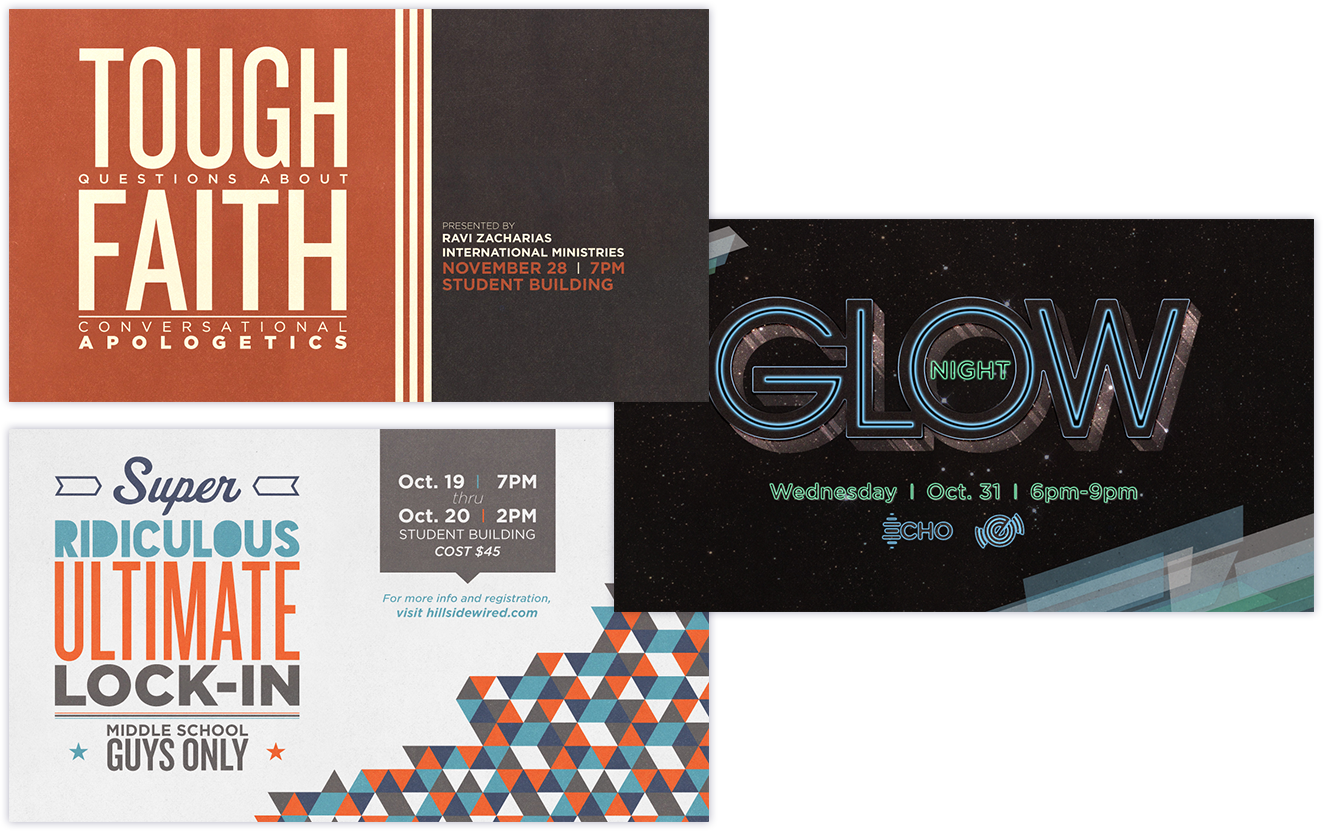 TOUGH
QUESTIONS ABOUT
FAITH
CONVERSATIONAL
APOLOGETICS
PRESENTED BY
RAVI ZACHARIAS
INTERNATIONAL MINISTRIES
NOVEMBER 28 | 7PM
STUDENT BUILDING
GLOW
NIGHT
Wednesday | Oct. 31 | 6pm-9pm
ECHO
Super
RIDICULOUS
ULTIMATE
LOCK-IN
MIDDLE SCHOOL
GUYS ONLY
Oct. 19 | 7PM
thru
Oct. 20 | 2PM
STUDENT BUILDING
COST $45
For more info and registration,
visit hillsidewired.com